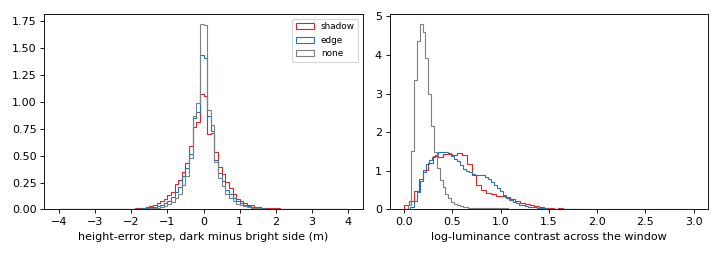 1.75
1.50
1.25
1.00
0.75
0.50
0.25
0.00
−4 −3 −2 −1 0 1 2 3 4
height-error step, dark minus bright side (m)
shadow
edge
none
5
4
3
2
1
0
0.0 0.5 1.0 1.5 2.0 2.5 3.0
log-luminance contrast across the window